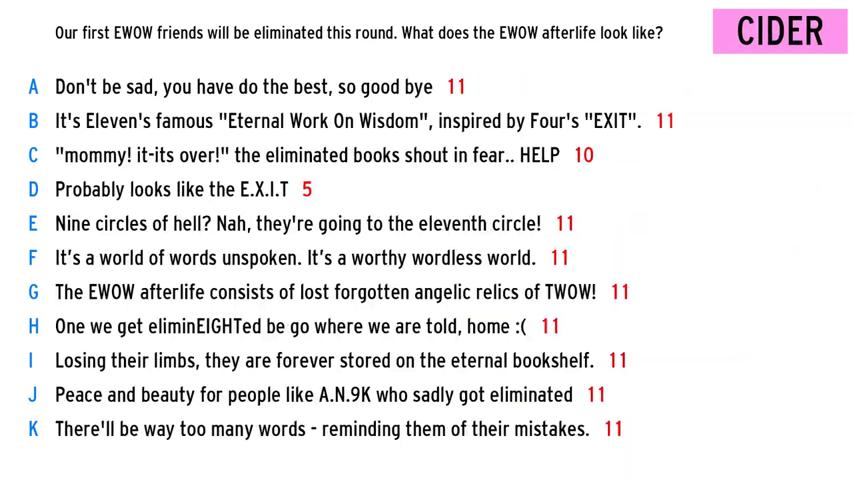 Our first EWOW friends will be eliminated this round. What does the EWOW afterlife look like?
CIDER
A Don't be sad, you have do the best, so good bye 11
B It's Eleven's famous "Eternal Work On Wisdom", inspired by Four's "EXIT". 11
C "mommy! it-its over!" the eliminated books shout in fear.. HELP 10
D Probably looks like the E.X.I.T 5
E Nine circles of hell? Nah, they're going to the eleventh circle! 11
F It’s a world of words unspoken. It’s a worthy wordless world. 11
G The EWOW afterlife consists of lost forgotten angelic relics of TWOW! 11
H One we get eliminEIGHTed be go where we are told, home :( 11
I Losing their limbs, they are forever stored on the eternal bookshelf. 11
J Peace and beauty for people like A.N.9K who sadly got eliminated 11
K There'll be way too many words - reminding them of their mistakes. 11